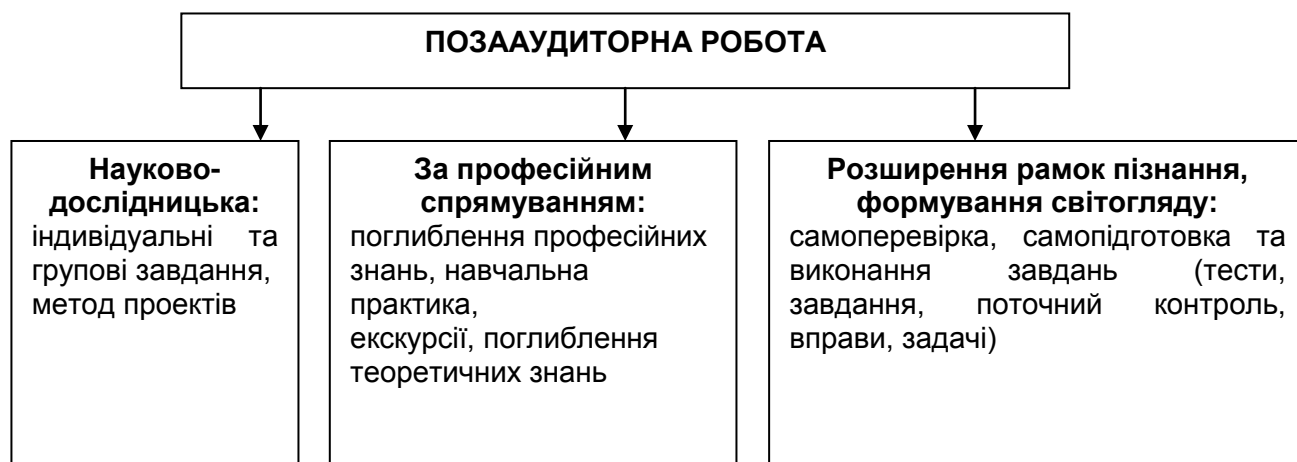 ПОЗААУДИТОРНА РОБОТА
Науково-
дослідницька:
індивідуальні та
групові завдання,
метод проектів
За професійним
спрямуванням:
поглиблення професійних
знань, навчальна
практика,
екскурсії, поглиблення
теоретичних знань
Розширення рамок пізнання,
формування світогляду:
самоперевірка, самопідготовка та
виконання завдань (тести,
завдання, поточний контроль,
вправи, задачі)